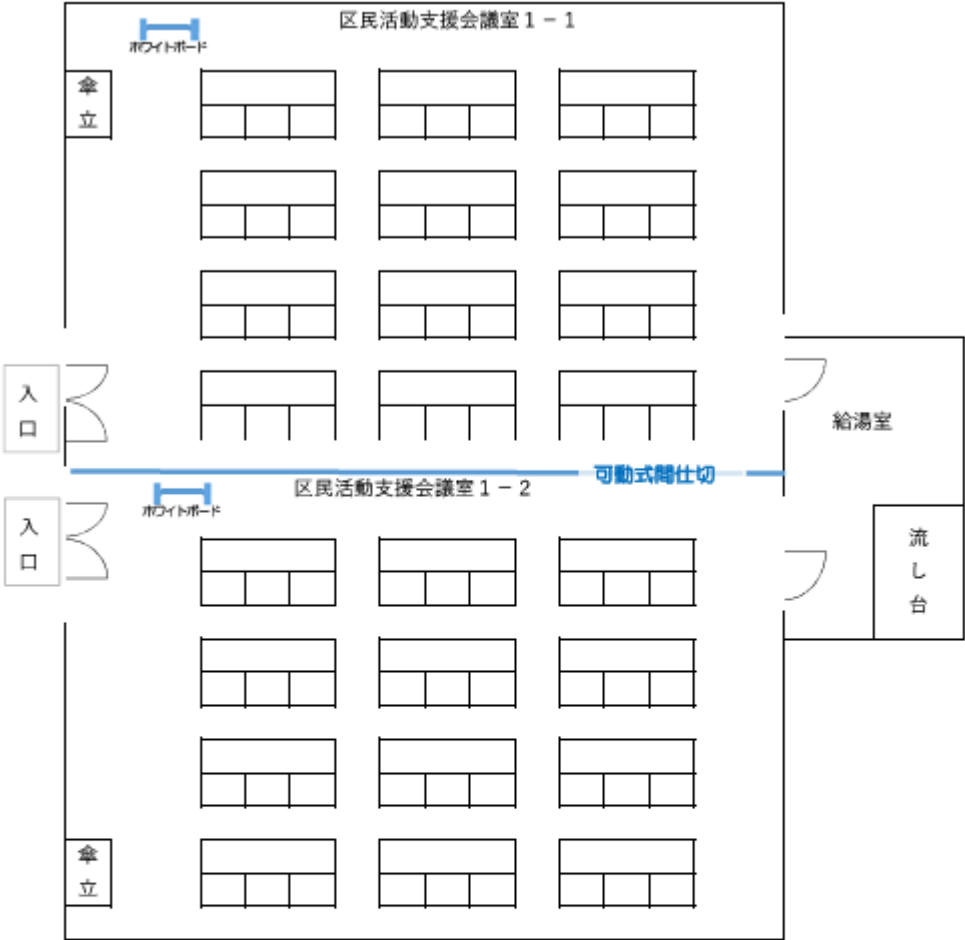 区民活動支援会議室１－１
ホワイトボード
傘立
入口
給湯室
可動式間仕切
区民活動支援会議室１－２
ホワイトボード
入口
流し台
傘立